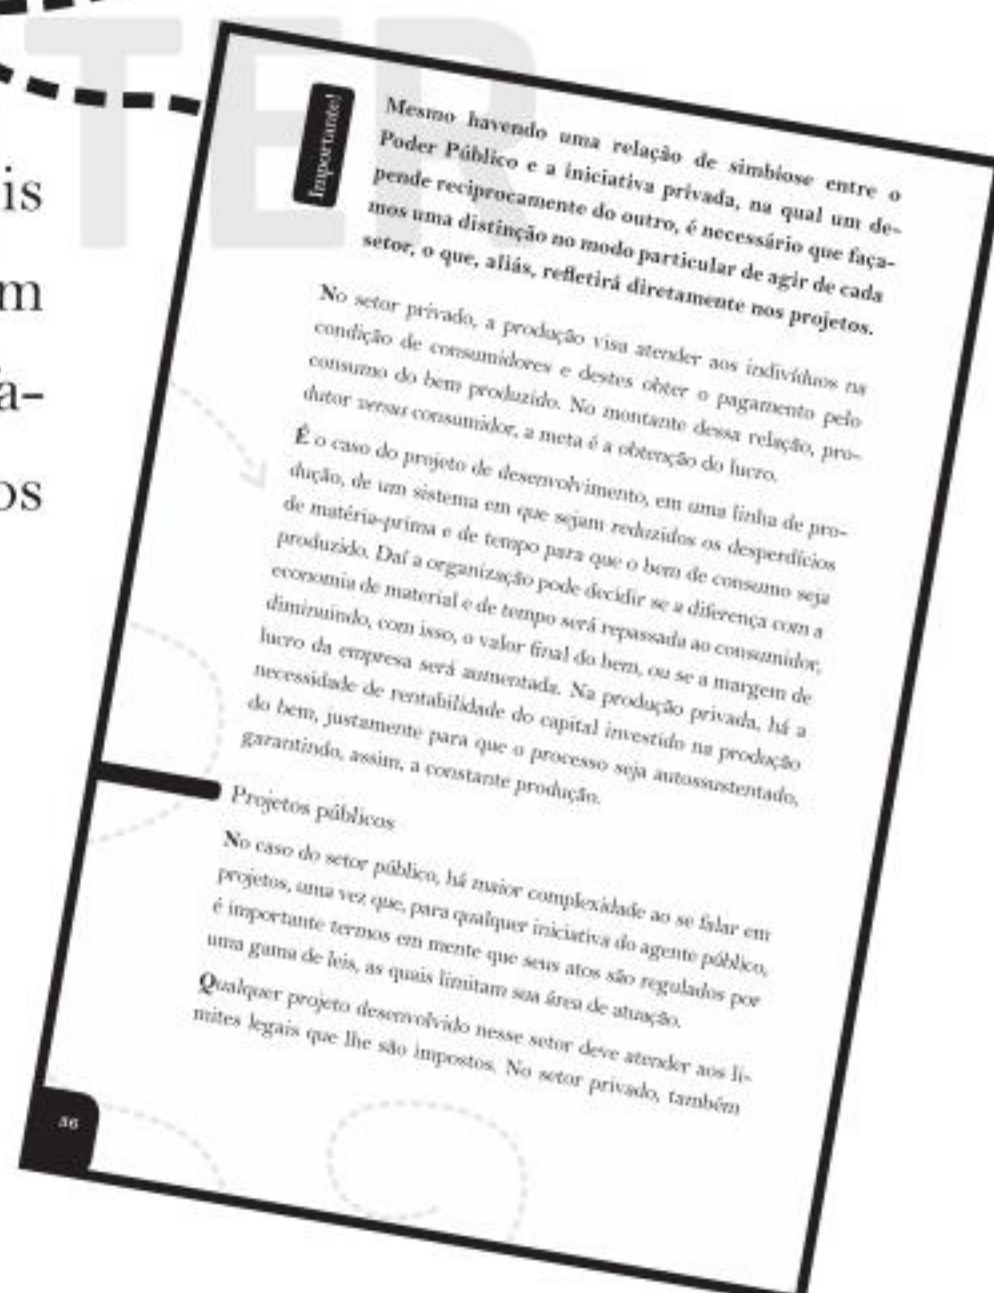 TER
is
m
a-
os
Importante!
Mesmo havendo uma relação de simbiose entre o
Poder Público e a iniciativa privada, na qual um de-
pende reciprocamente do outro, é necessário que faça-
mos uma distinção no modo particular de agir de cada
setor, o que, aliás, refletirá diretamente nos projetos.
No setor privado, a produção visa atender aos indivíduos na
condição de consumidores e destes obter o pagamento pelo
consumo do bem produzido. No montante dessa relação, pro-
dutor versus consumidor, a meta é a obtenção do lucro.
É o caso do projeto de desenvolvimento, em uma linha de pro-
dução, de um sistema em que sejam reduzidos os desperdícios
de matéria-prima e de tempo para que o bem de consumo seja
produzido. Daí a organização pode decidir se a diferença com a
economia de material e de tempo será repassada ao consumidor,
diminuindo, com isso, o valor final do bem, ou se a margem de
lucro da empresa será aumentada. Na produção privada, há a
necessidade de rentabilidade do capital investido na produção
do bem, justamente para que o processo seja autossustentado,
garantindo, assim, a constante produção.
Projetos públicos
No caso do setor público, há maior complexidade ao se falar em
projetos, uma vez que, para qualquer iniciativa do agente público,
é importante termos em mente que seus atos são regulados por
uma gama de leis, as quais limitam sua área de atuação.
Qualquer projeto desenvolvido nesse setor deve atender aos li-
mites legais que lhe são impostos. No setor privado, também
56